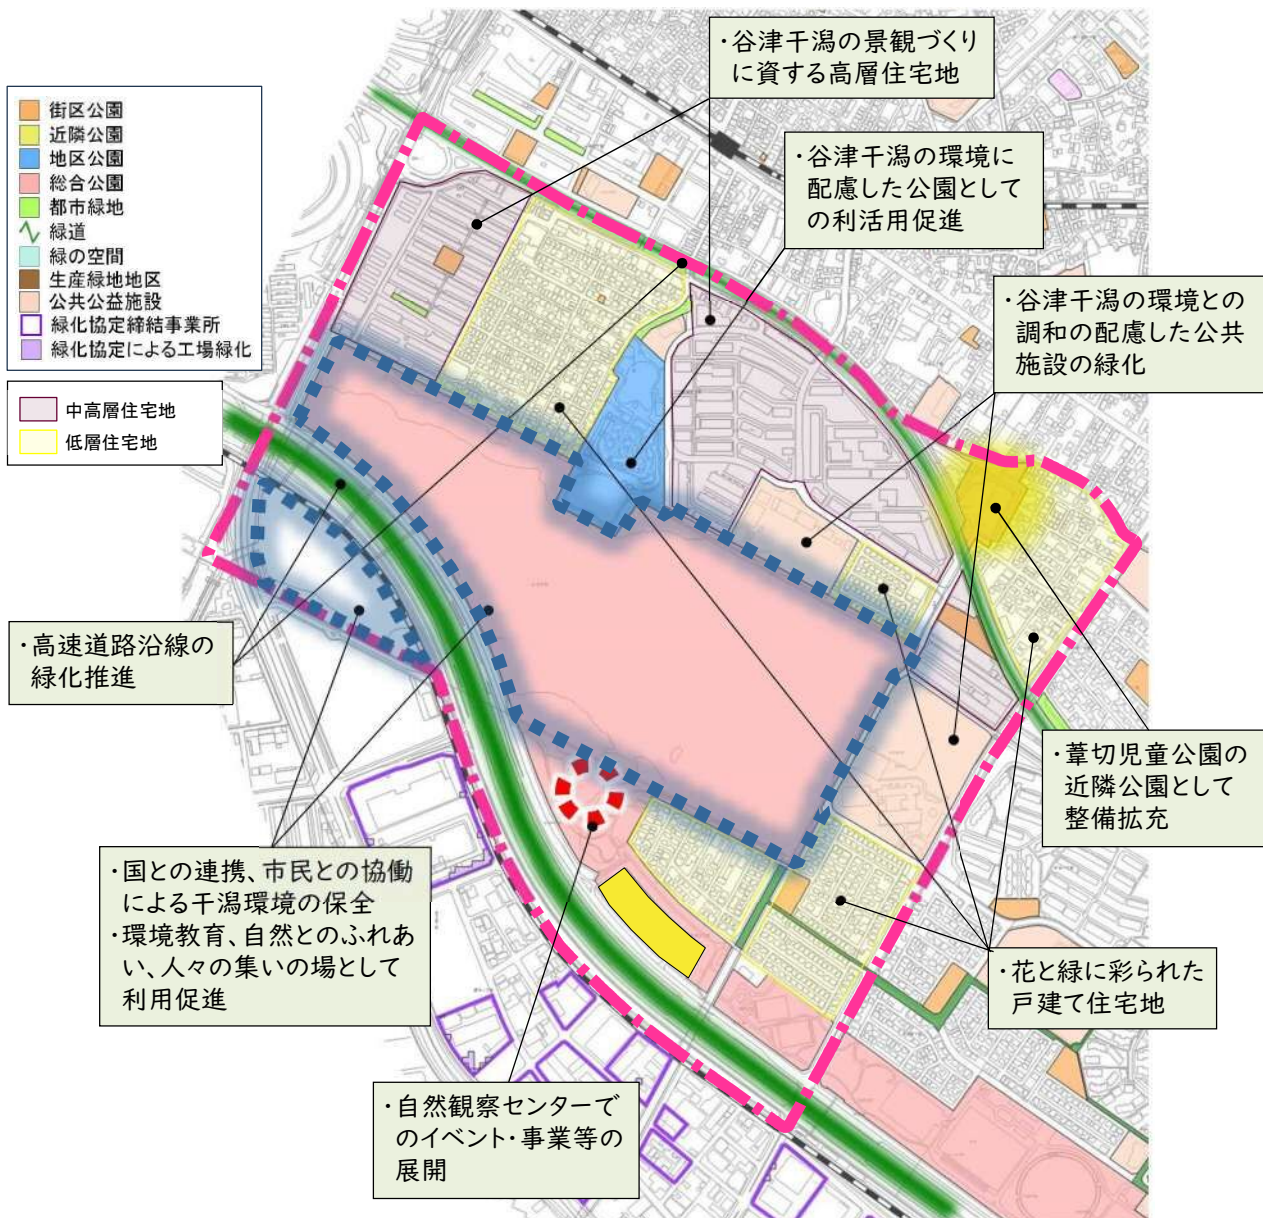 ・谷津干潟の景観づくり
に資する高層住宅地
街区公園
近隣公園
地区公園
総合公園
都市緑地
緑道
緑の空間
生産緑地地区
公共公益施設
緑化協定締結事業所
緑化協定による工場緑化
中高層住宅地
低層住宅地
・谷津干潟の環境に
配慮した公園として
の利活用促進
・谷津干潟の環境との
調和の配慮した公共
施設の緑化
・高速道路沿線の
緑化推進
・葦切児童公園の
近隣公園として
整備拡充
・国との連携、市民との協働
による干潟環境の保全
・環境教育、自然とのふれあ
い、人々の集いの場として
利用促進
・花と緑に彩られた
戸建て住宅地
・自然観察センターで
のイベント・事業等の
展開